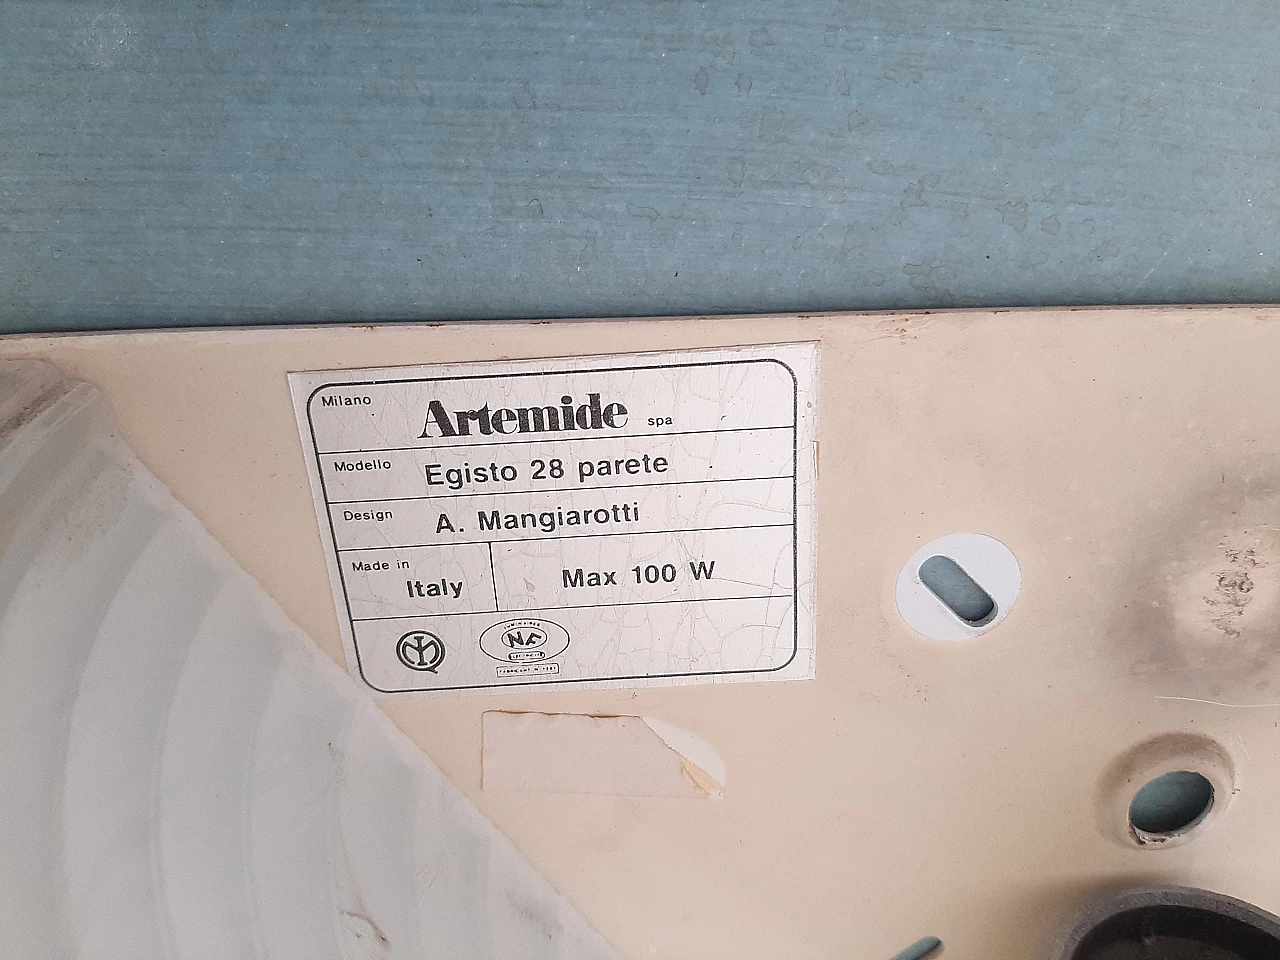 Milano Artemide spa
Modello Egisto 28 parete
Design A. Mangiarotti
Made in Italy Max 100 W
NF